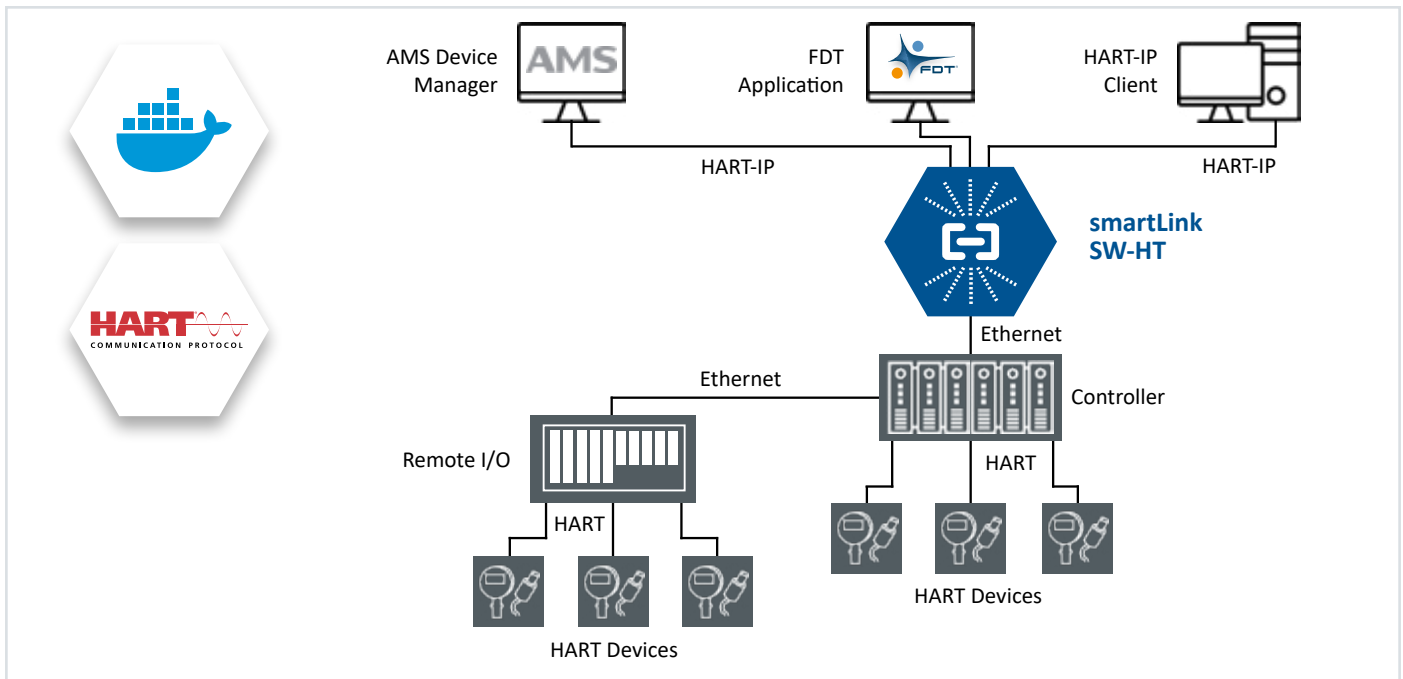 AMS Device
Manager
AMS
FDT
Application
FDT
HART-IP
Client
HART-IP
HART-IP
smartLink
SW-HT
HART
COMMUNICATION PROTOCOL
Ethernet
Ethernet
Controller
Remote I/O
HART
HART
HART Devices
HART Devices